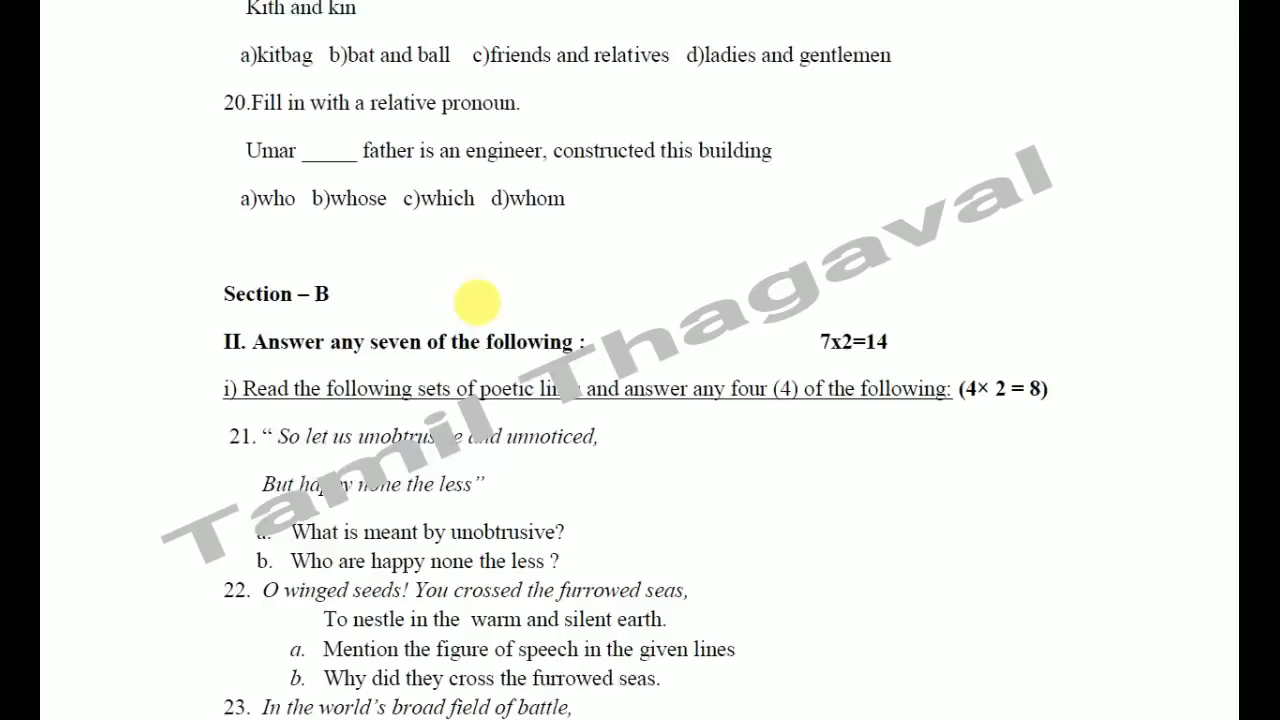 Kith and kin
a)kitbag b)bat and ball c)friends and relatives d)ladies and gentlemen
20.Fill in with a relative pronoun.
Umar _____ father is an engineer, constructed this building
a)who b)whose c)which d)whom
Section – B
II. Answer any seven of the following : 7x2=14
i) Read the following sets of poetic lines and answer any four (4) of the following: (4× 2 = 8)
21. “ So let us unobtrusive and unnoticed,
But happy none the less”
a. What is meant by unobtrusive?
b. Who are happy none the less ?
22. O winged seeds! You crossed the furrowed seas,
To nestle in the warm and silent earth.
a. Mention the figure of speech in the given lines
b. Why did they cross the furrowed seas.
23. In the world’s broad field of battle,
Tamil Thagaval